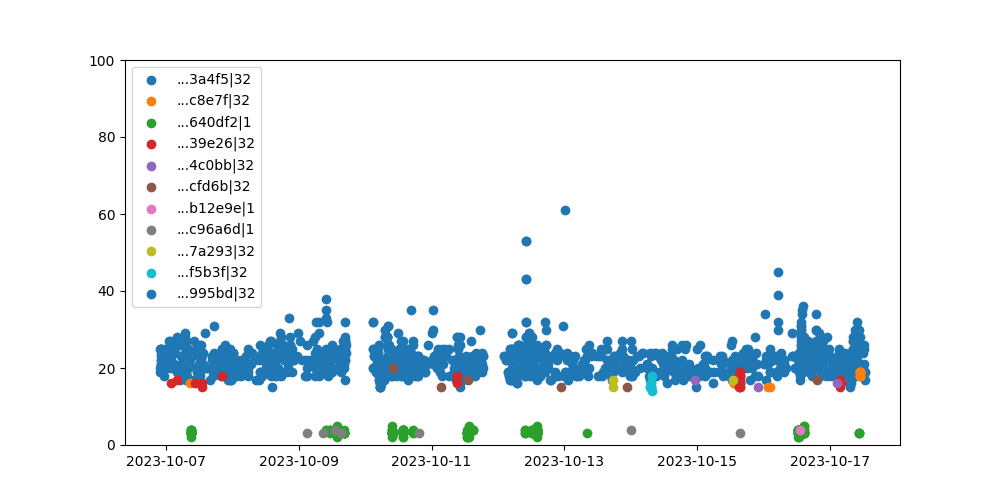 100
80
60
40
20
0
...3a4f5|32
...c8e7f|32
...640df2|1
...39e26|32
...4c0bb|32
...cfd6b|32
...b12e9e|1
...c96a6d|1
...7a293|32
...f5b3f|32
...995bd|32
2023-10-07 2023-10-09 2023-10-11 2023-10-13 2023-10-15 2023-10-17